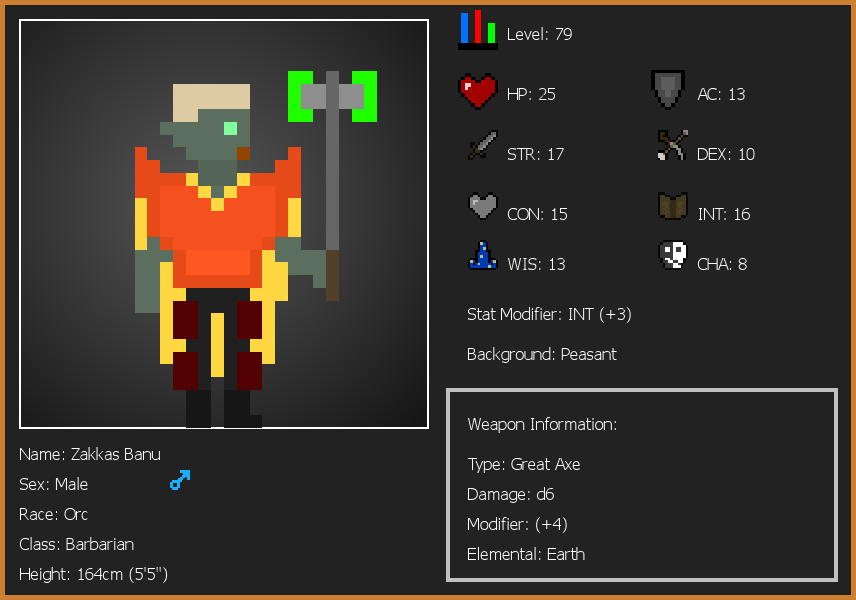 Level: 79
HP: 25
AC: 13
STR: 17
DEX: 10
CON: 15
INT: 16
WIS: 13
CHA: 8
Stat Modifier: INT (+3)
Background: Peasant
Weapon Information:
Type: Great Axe
Damage: d6
Modifier: (+4)
Elemental: Earth
Name: Zakkas Banu
Sex: Male
Race: Orc
Class: Barbarian
Height: 164cm (5'5")